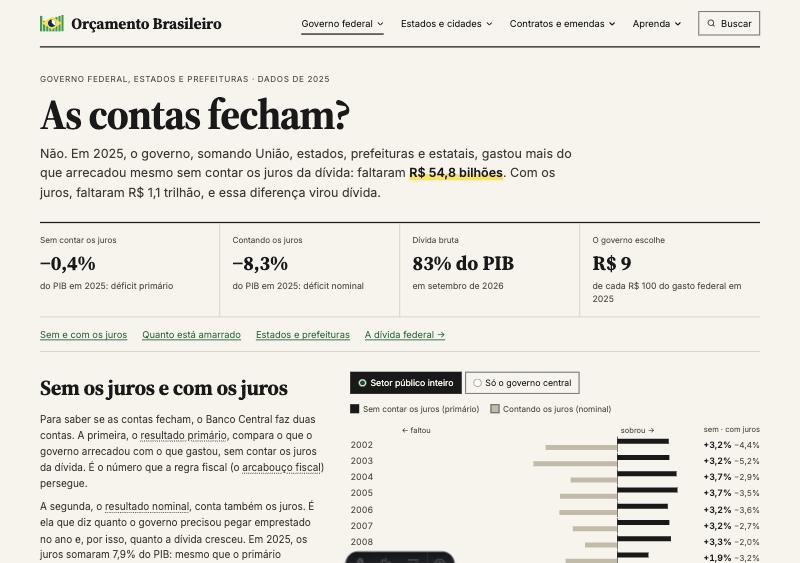 Orçamento Brasileiro
Governo federal
Estados e cidades
Contratos e emendas
Aprenda
Buscar
GOVERNO FEDERAL, ESTADOS E PREFEITURAS · DADOS DE 2025
As contas fecham?
Não. Em 2025, o governo, somando União, estados, prefeituras e estatais, gastou mais do
que arrecadou mesmo sem contar os juros da dívida: faltaram R$ 54,8 bilhões. Com os
juros, faltaram R$ 1,1 trilhão, e essa diferença virou dívida.
Sem contar os juros
−0,4%
do PIB em 2025: déficit primário
Contando os juros
−8,3%
do PIB em 2025: déficit nominal
Dívida bruta
83% do PIB
em setembro de 2026
O governo escolhe
R$ 9
de cada R$ 100 do gasto federal em
2025
Sem e com os juros
Quanto está amarrado
Estados e prefeituras
A dívida federal →
Sem os juros e com os juros
Para saber se as contas fecham, o Banco Central faz duas
contas. A primeira, o resultado primário, compara o que o
governo arrecadou com o que gastou, sem contar os juros
da dívida. É o número que a regra fiscal (o arcabouço fiscal)
persegue.
A segunda, o resultado nominal, conta também os juros. É
ela que diz quanto o governo precisou pegar emprestado
no ano e, por isso, quanto a dívida cresceu. Em 2025, os
juros somaram 7,9% do PIB: mesmo que o primário
Setor público inteiro
Só o governo central
Sem contar os juros (primário)
Contando os juros (nominal)
← faltou
sobrou →
sem · com juros
2002 +3,2% −4,4%
2003 +3,2% −5,2%
2004 +3,7% −2,9%
2005 +3,7% −3,5%
2006 +3,2% −3,6%
2007 +3,2% −2,7%
2008 +3,3% −2,0%
+1,9% −3,2%